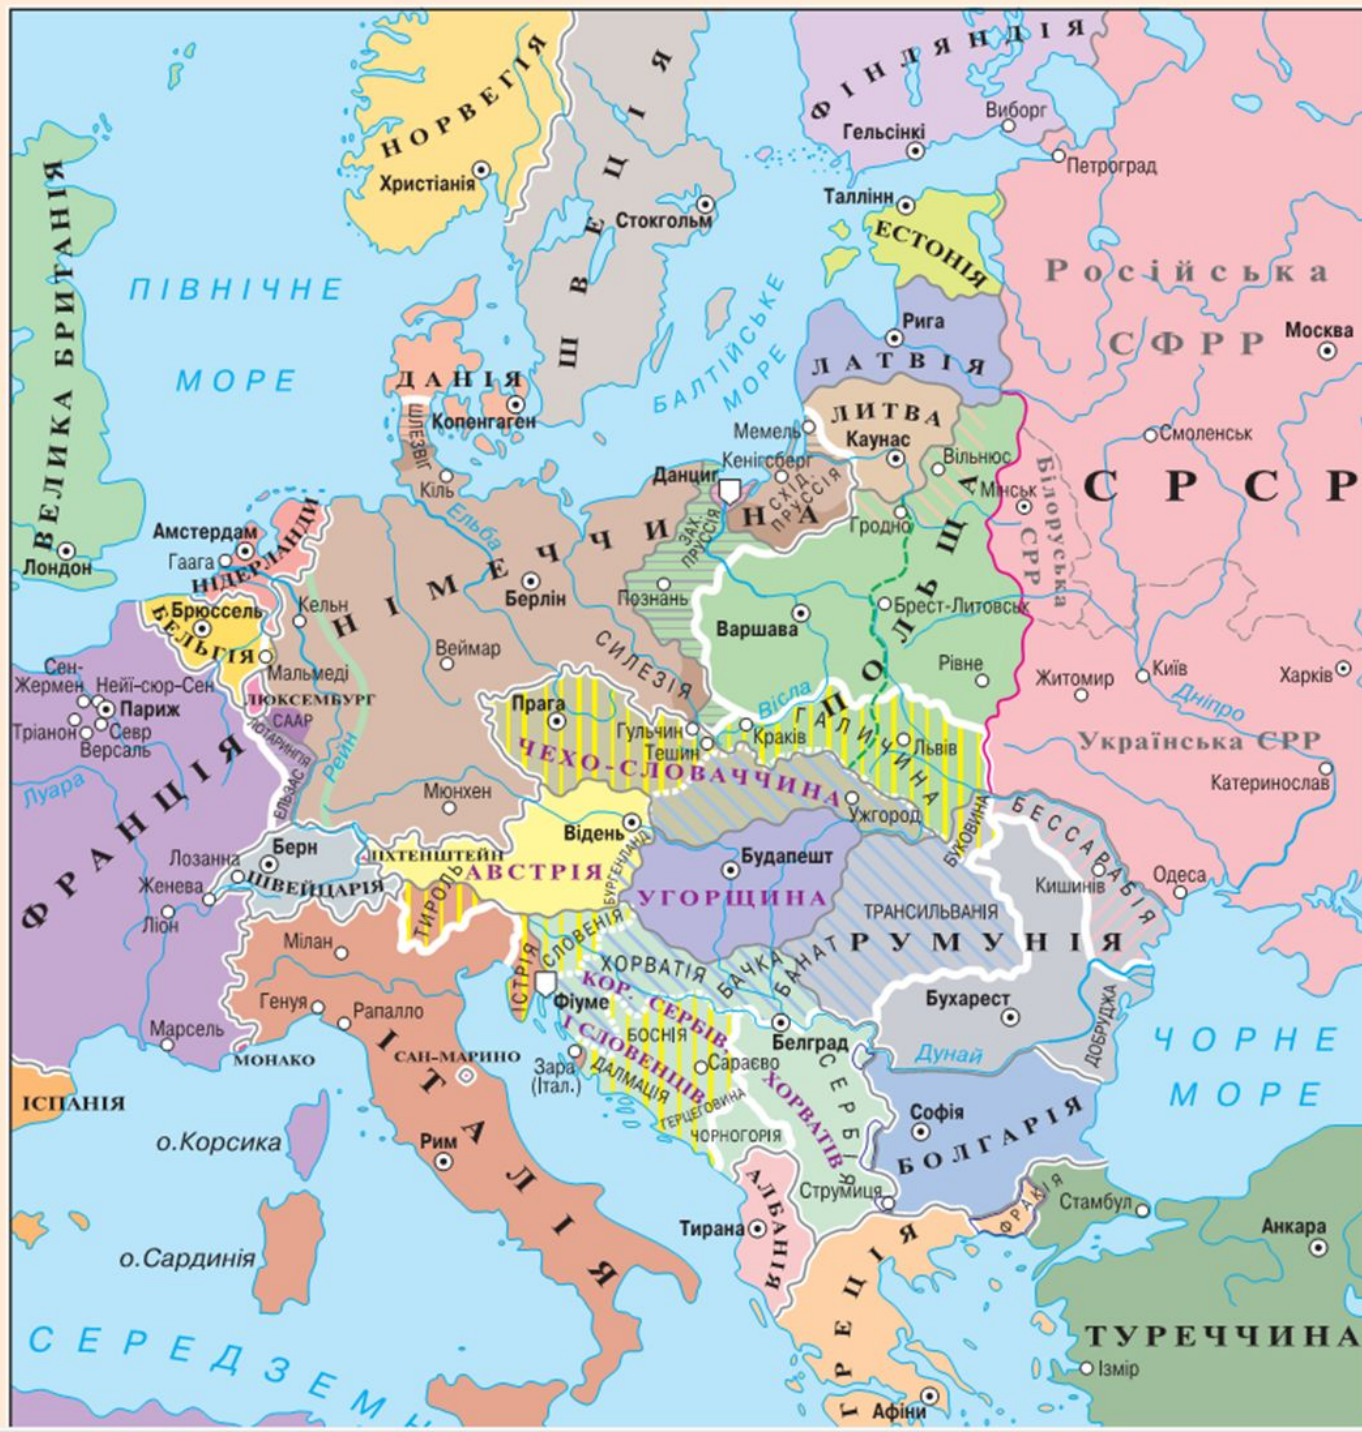 НОРВЕГІЯ
Христіанія
ШВЕЦІЯ
Стокгольм
ФІНЛЯНДІЯ
Виборг
Гельсінкі
Петроград
Таллінн
ЕСТОНІЯ
Російська
СФРР
Москва
ВЕЛИКА БРИТАНІЯ
Лондон
ПІВНІЧНЕ
МОРЕ
БАЛТІЙСЬКЕ
МОРЕ
Рига
ЛАТВІЯ
ДАНІЯ
Копенгаген
ШЛЕЗВІГ
Кіль
ЛИТВА
Мемель
Каунас
Вільнюс
Кенігсберг
Данциг
СХІД.
ПРУССІЯ
ЗАХ.
ПРУССІЯ
Гродно
Мінськ
Смоленськ
СРСР
Білоруська
СРР
Амстердам
Гаага
НІДЕРЛАНДИ
Ельба
НІМЕЧЧИНА
Берлін
Познань
Варшава
ПОЛЬЩА
Брест-Литовськ
Брюссель
БЕЛЬГІЯ
Кельн
Веймар
СИЛЕЗІЯ
Рівне
Житомир
Київ
Харків
Дніпро
Сен-
Жермен
Нейї-сюр-Сен
Париж
Тріанон
Севр
Версаль
Мальмеді
ЛЮКСЕМБУРГ
СААР
ЛОТАРИНГІЯ
ЕЛЬЗАС
Рейн
Луара
ФРАНЦІЯ
Прага
Гульчин
Тешин
Вісла
Краків
ГАЛИЧИНА
Львів
ЧЕХО-СЛОВАЧЧИНА
Ужгород
Українська СРР
Катеринослав
Мюнхен
Відень
БУКОВИНА
БЕССАРАБІЯ
Кишинів
Одеса
Лозанна
Берн
Женева
ШВЕЙЦАРІЯ
ЛІХТЕНШТЕЙН
АВСТРІЯ
БУРГЕНЛАНД
Будапешт
УГОРЩИНА
ТИРОЛЬ
Ліон
Мілан
ІСТРІЯ
СЛОВЕНІЯ
ХОРВАТІЯ
БАЧКА
БАНАТ
ТРАНСИЛЬВАНІЯ
РУМУНІЯ
Генуя
Рапалло
Фіуме
КОР. СЕРБІВ,
ХОРВАТІВ
І СЛОВЕНЦІВ
БОСНІЯ
Сараєво
Белград
СЕРБІЯ
Бухарест
Дунай
ДОБРУДЖА
Марсель
МОНАКО
САН-МАРИНО
Зара
(Італ.)
ДАЛМАЦІЯ
ГЕРЦЕГОВИНА
ЧОРНОГОРІЯ
ІТАЛІЯ
Рим
ЧОРНЕ
МОРЕ
ІСПАНІЯ
о.Корсика
о.Сардинія
Софія
БОЛГАРІЯ
Струмиця
ФРАКІЯ
Стамбул
АЛБАНІЯ
Тирана
ГРЕЦІЯ
Афіни
Анкара
ТУРЕЧЧИНА
Ізмір
СЕРЕДЗЕМН